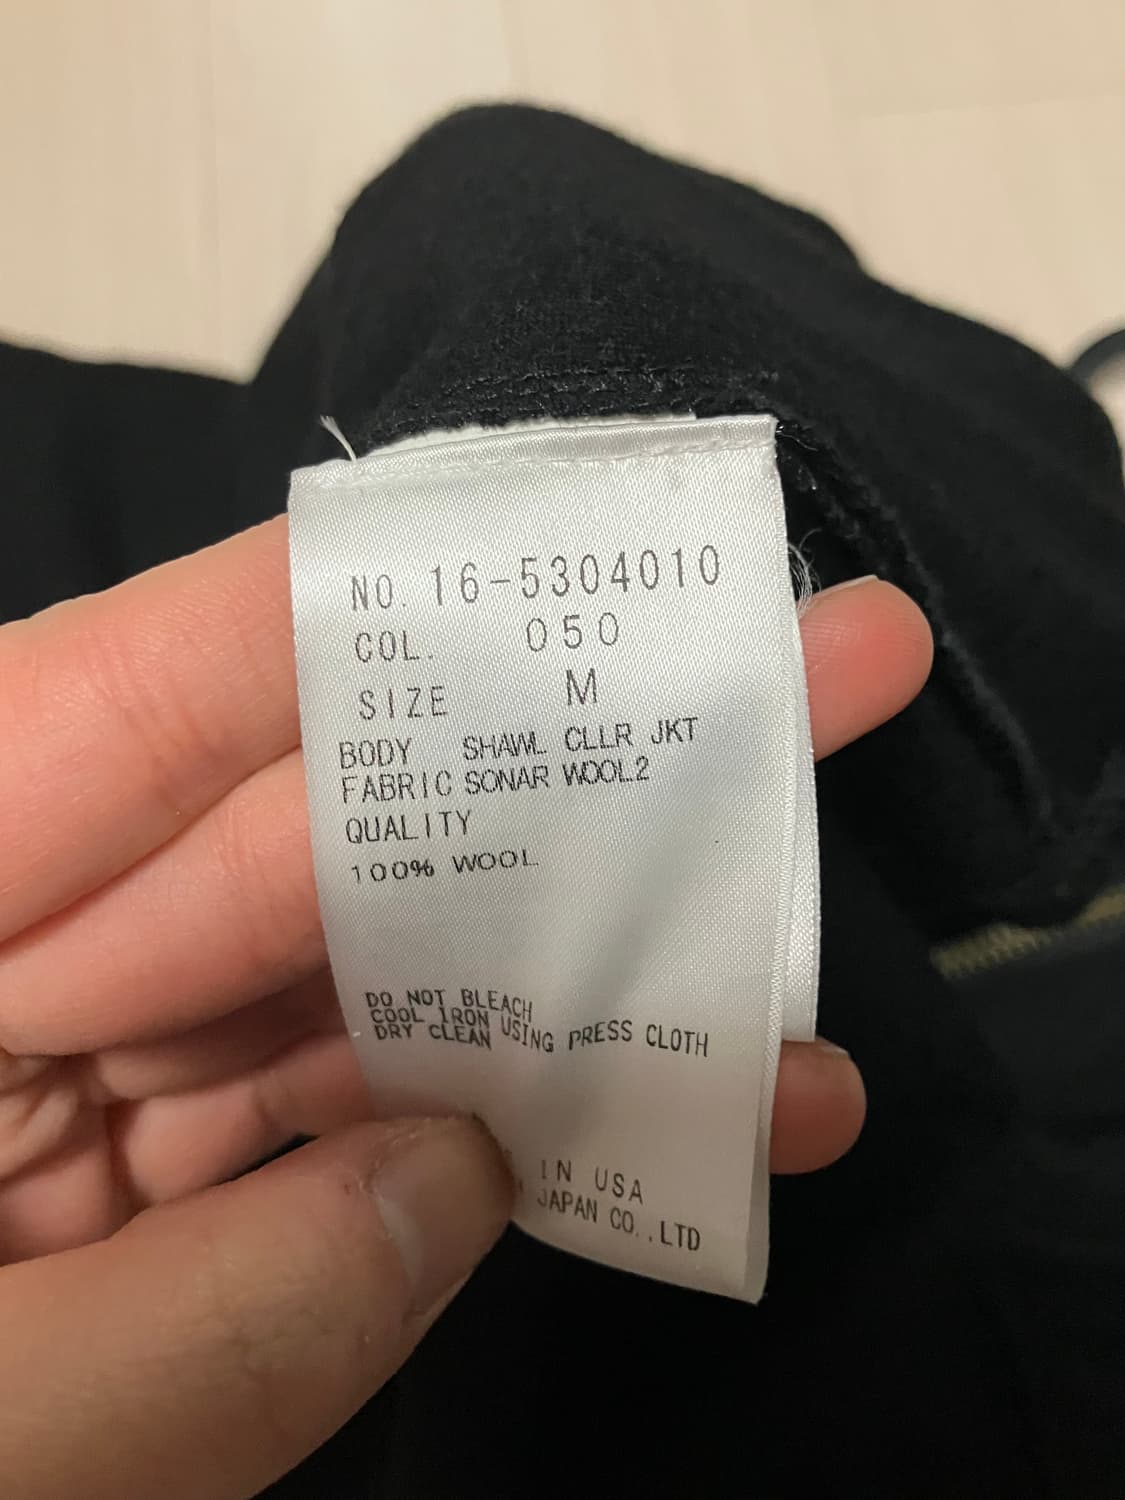 NO. 16-5304010
COL. 050
SIZE M
BODY SHAWL CLLR JKT
FABRIC SONAR WOOL2
QUALITY
100% WOOL
DO NOT BLEACH
COOL IRON USING PRESS CLOTH
DRY CLEAN
IN USA
JAPAN CO.,LTD